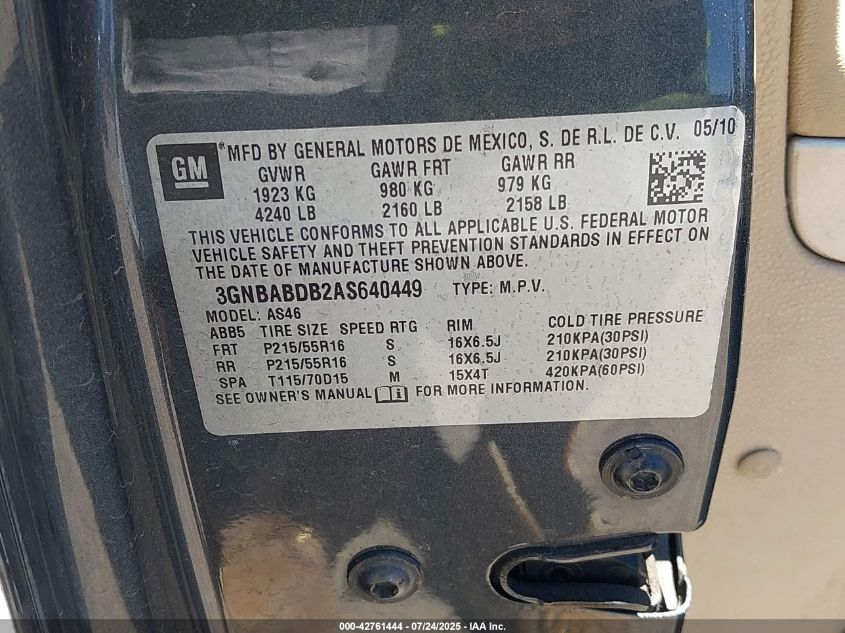 GM ® MFD BY GENERAL MOTORS DE MEXICO, S. DE R.L. DE C.V. 05/10
GVWR GAWR FRT GAWR RR
1923 KG 980 KG 979 KG
4240 LB 2160 LB 2158 LB
THIS VEHICLE CONFORMS TO ALL APPLICABLE U.S. FEDERAL MOTOR
VEHICLE SAFETY AND THEFT PREVENTION STANDARDS IN EFFECT ON
THE DATE OF MANUFACTURE SHOWN ABOVE.
3GNBABDB2AS640449 TYPE: M.P.V.
MODEL: AS46
ABB5 TIRE SIZE SPEED RTG RIM COLD TIRE PRESSURE
FRT P215/55R16 S 16X6.5J 210KPA(30PSI)
RR P215/55R16 S 16X6.5J 210KPA(30PSI)
SPA T115/70D15 M 15X4T 420KPA(60PSI)
SEE OWNER'S MANUAL i FOR MORE INFORMATION.
000-42761444 | 07/24/2025 - IAA Inc.